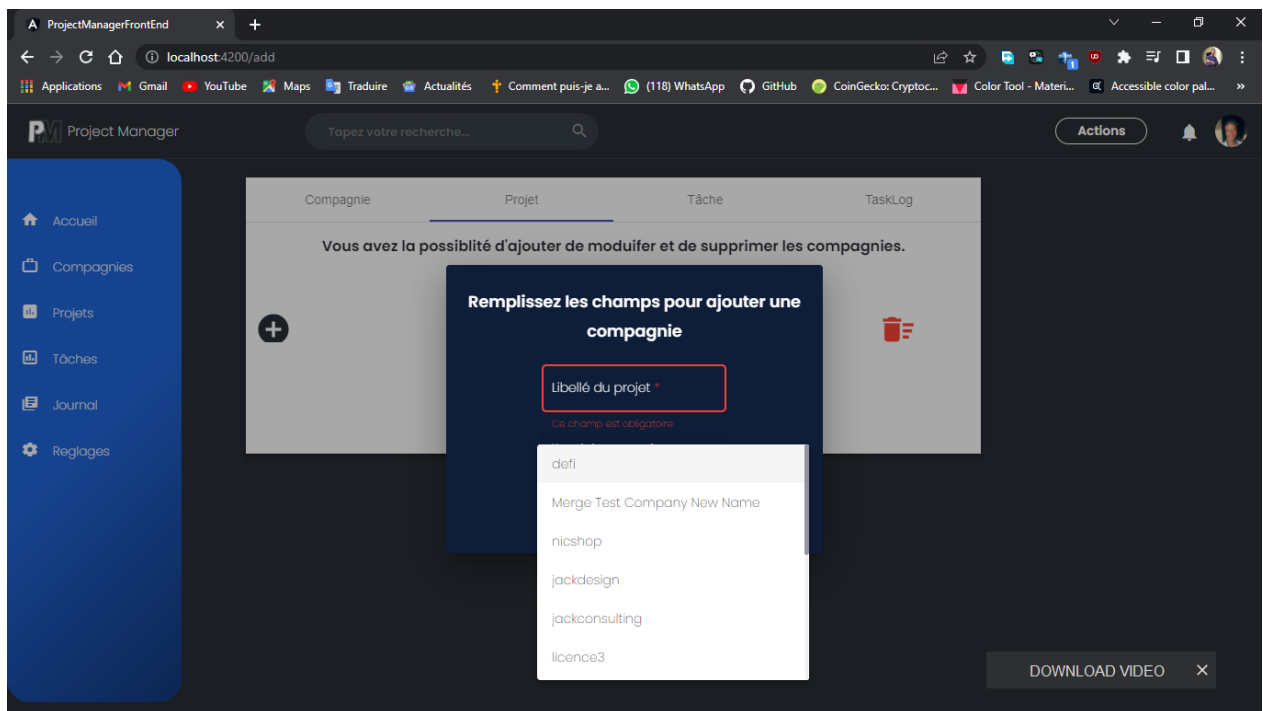 ProjectManagerFrontEnd
localhost:4200/add
Applications Gmail YouTube Maps Traduire Actualités Comment puis-je a... (118) WhatsApp GitHub CoinGecko: Cryptoc... Color Tool - Materi... Accessible color pal... »
PM Project Manager Tapez votre recherche... Actions
Compagnie Projet Tâche TaskLog
Accueil
Vous avez la possiblité d'ajouter de moduifer et de supprimer les compagnies.
Compagnies
Projets
Tâches
Journal
Reglages
Remplissez les champs pour ajouter une
compagnie
Libellé du projet *
Ce champ est obligatoire
defi
Merge Test Company New Name
nicshop
jackdesign
jackconsulting
licence3
DOWNLOAD VIDEO